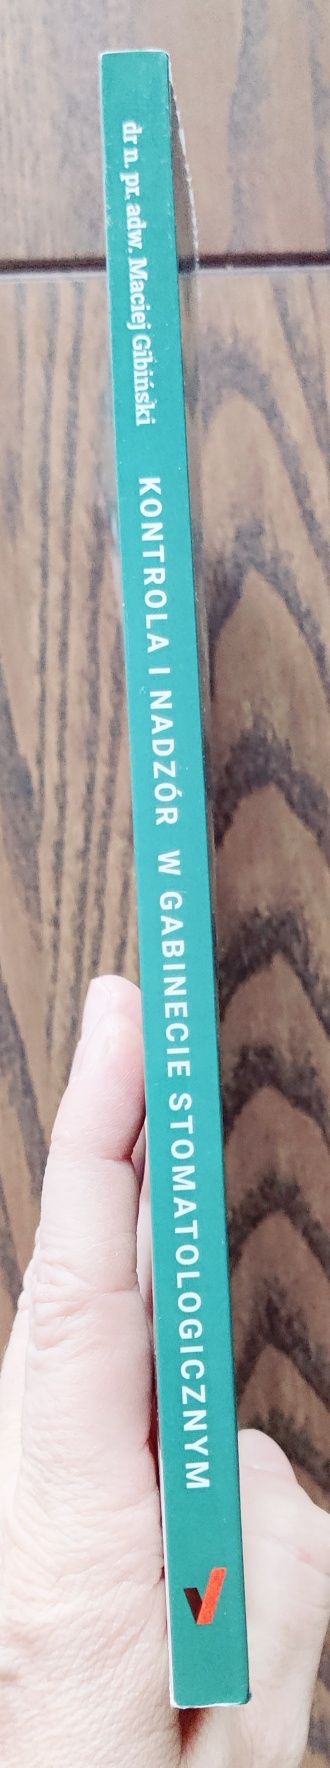 dr n. pr. adw. Maciej Gibiński
KONTROLA I NADZÓR W GABINECIE STOMATOLOGICZNYM